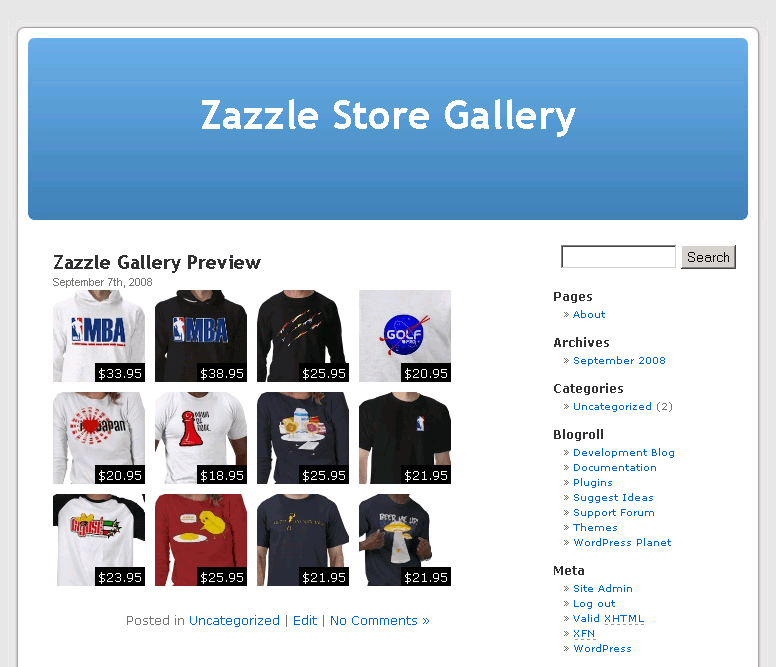 Zazzle Store Gallery
Zazzle Gallery Preview
September 7th, 2008
MBA
$33.95
MBA
$38.95
$25.95
GOLF
$20.95
Japan
$20.95
$18.95
$25.95
$21.95
$23.95
$25.95
$21.95
BEER ME UP!
$21.95
Posted in Uncategorized | Edit | No Comments »
Search
Pages
» About
Archives
» September 2008
Categories
» Uncategorized (2)
Blogroll
» Development Blog
» Documentation
» Plugins
» Suggest Ideas
» Support Forum
» Themes
» WordPress Planet
Meta
» Site Admin
» Log out
» Valid XHTML
» XFN
» WordPress